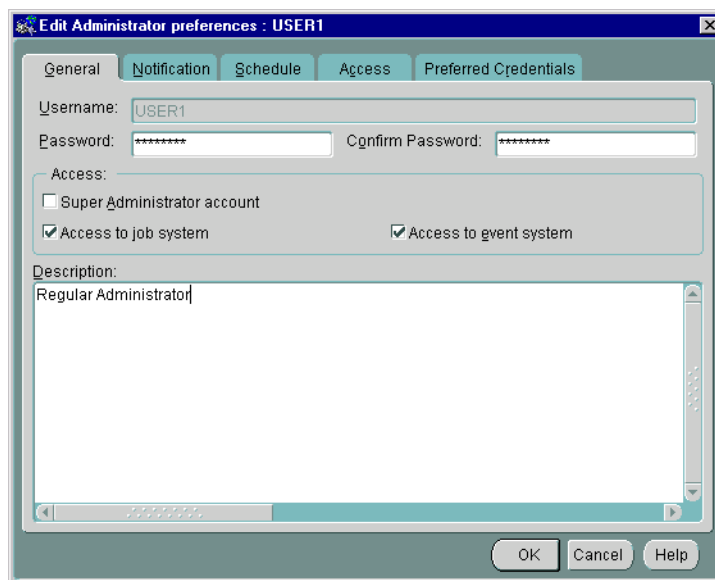 Edit Administrator preferences : USER1
General Notification Schedule Access Preferred Credentials
Username: USER1
Password: ******** Confirm Password: ********
Access:
Super Administrator account
Access to job system Access to event system
Description:
Regular Administrator
OK Cancel Help